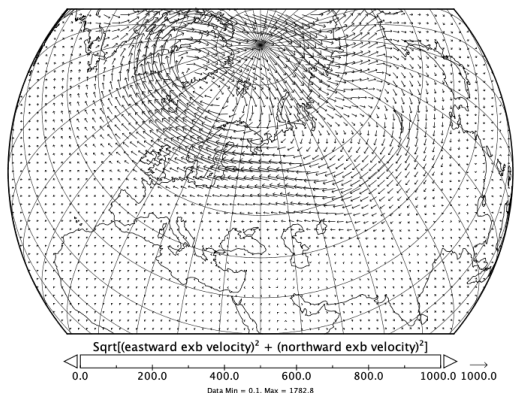 Sqrt[(eastward exb velocity)² + (northward exb velocity)²]
0.0 200.0 400.0 600.0 800.0 1000.0 1000.0
Data Min = 0.1, Max = 1782.8